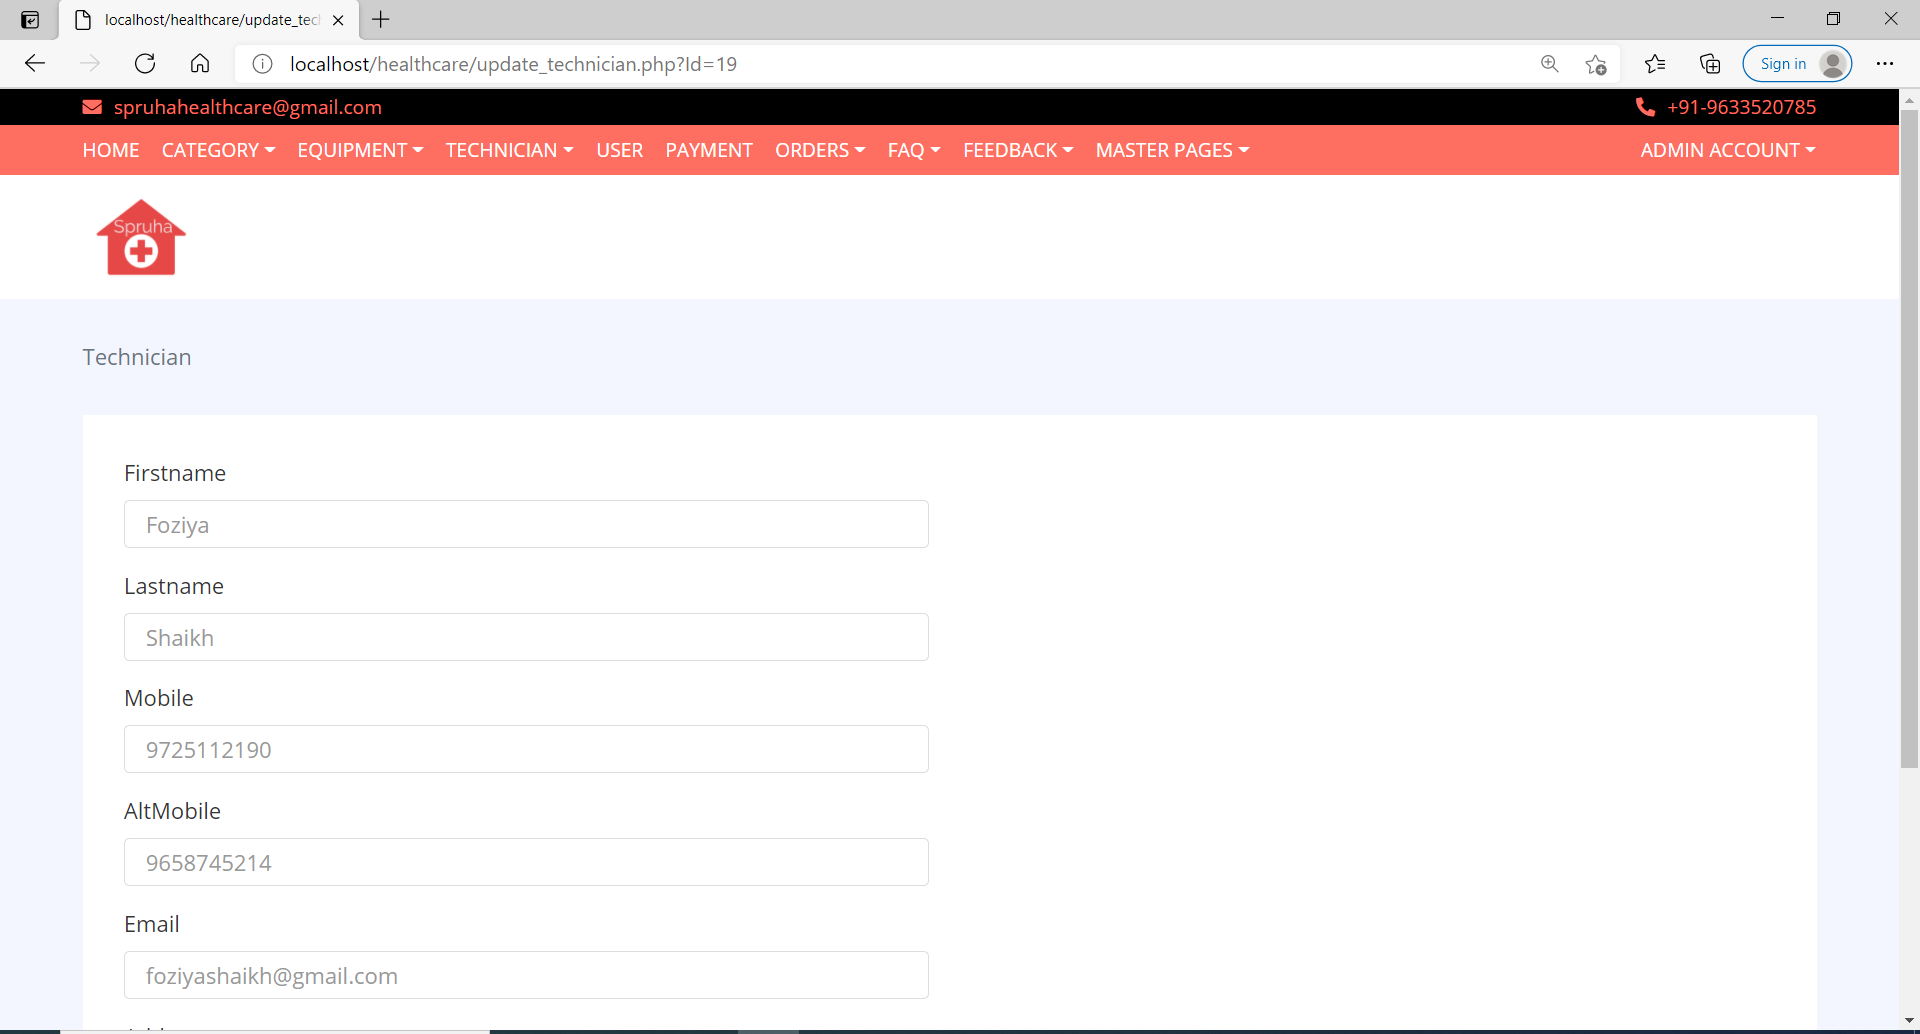 localhost/healthcare/update_tec
localhost/healthcare/update_technician.php?Id=19
Sign in
spruhahealthcare@gmail.com
+91-9633520785
HOME CATEGORY EQUIPMENT TECHNICIAN USER PAYMENT ORDERS FAQ FEEDBACK MASTER PAGES ADMIN ACCOUNT
Spruha
Technician
Firstname
Foziya
Lastname
Shaikh
Mobile
9725112190
AltMobile
9658745214
Email
foziyashaikh@gmail.com